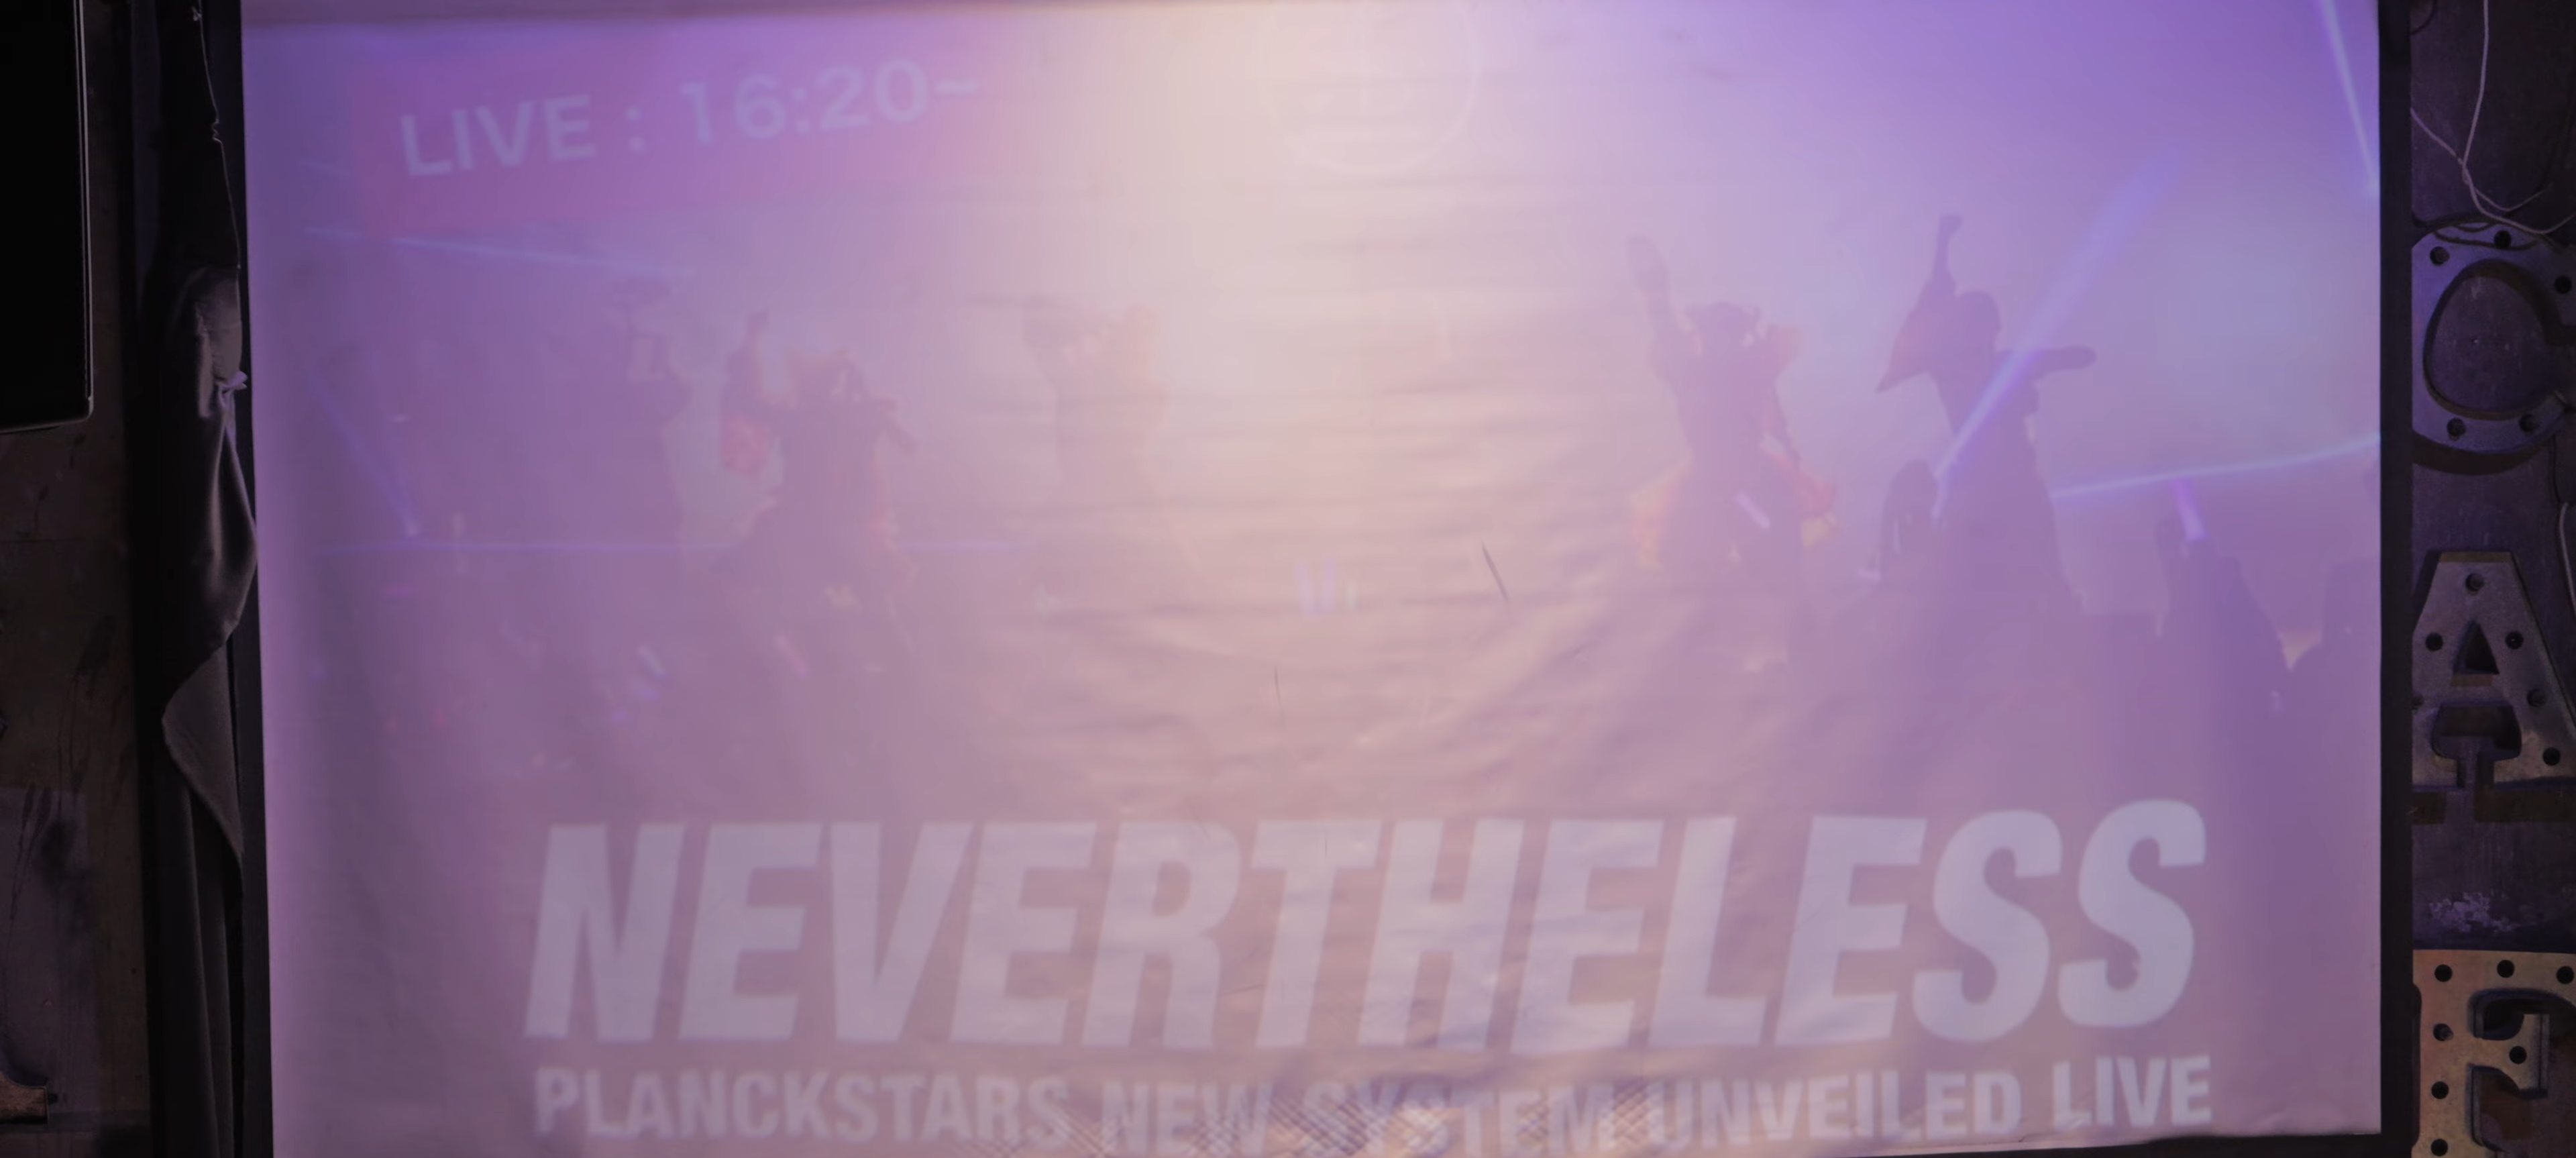 LIVE : 16:20~
NEVERTHELESS
PLANCKSTARS NEW SYSTEM UNVEILED LIVE
C
A
F